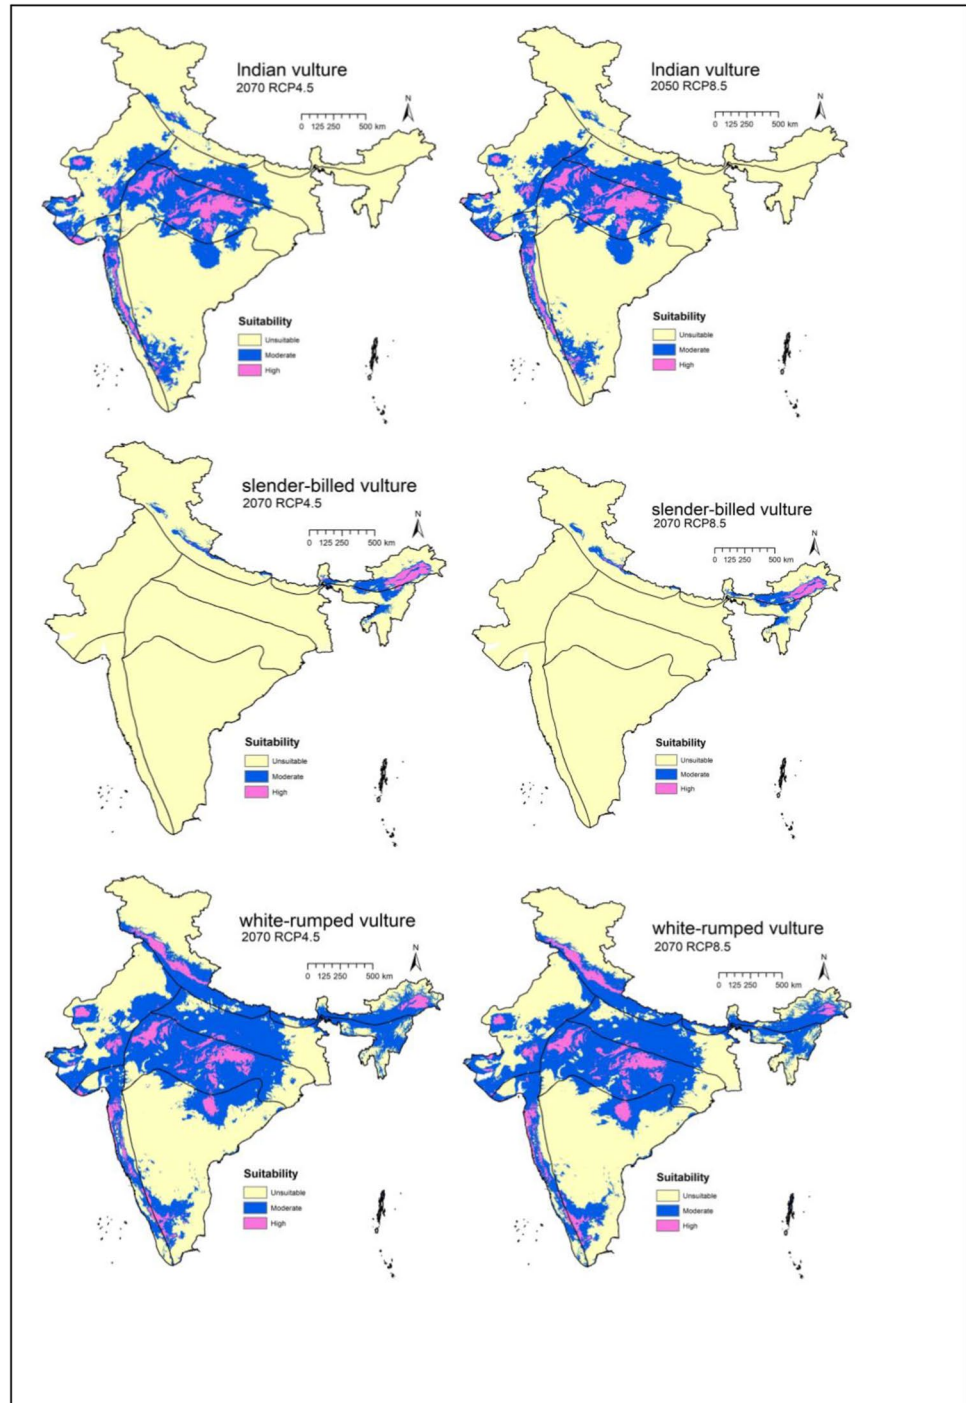 Indian vulture
2070 RCP4.5
N
0 125 250 500 km
Suitability
Unsuitable
Moderate
High
Indian vulture
2050 RCP8.5
N
0 125 250 500 km
Suitability
Unsuitable
Moderate
High
slender-billed vulture
2070 RCP4.5
N
0 125 250 500 km
Suitability
Unsuitable
Moderate
High
slender-billed vulture
2070 RCP8.5
N
0 125 250 500 km
Suitability
Unsuitable
Moderate
High
white-rumped vulture
2070 RCP4.5
N
0 125 250 500 km
Suitability
Unsuitable
Moderate
High
white-rumped vulture
2070 RCP8.5
N
0 125 250 500 km
Suitability
Unsuitable
Moderate
High